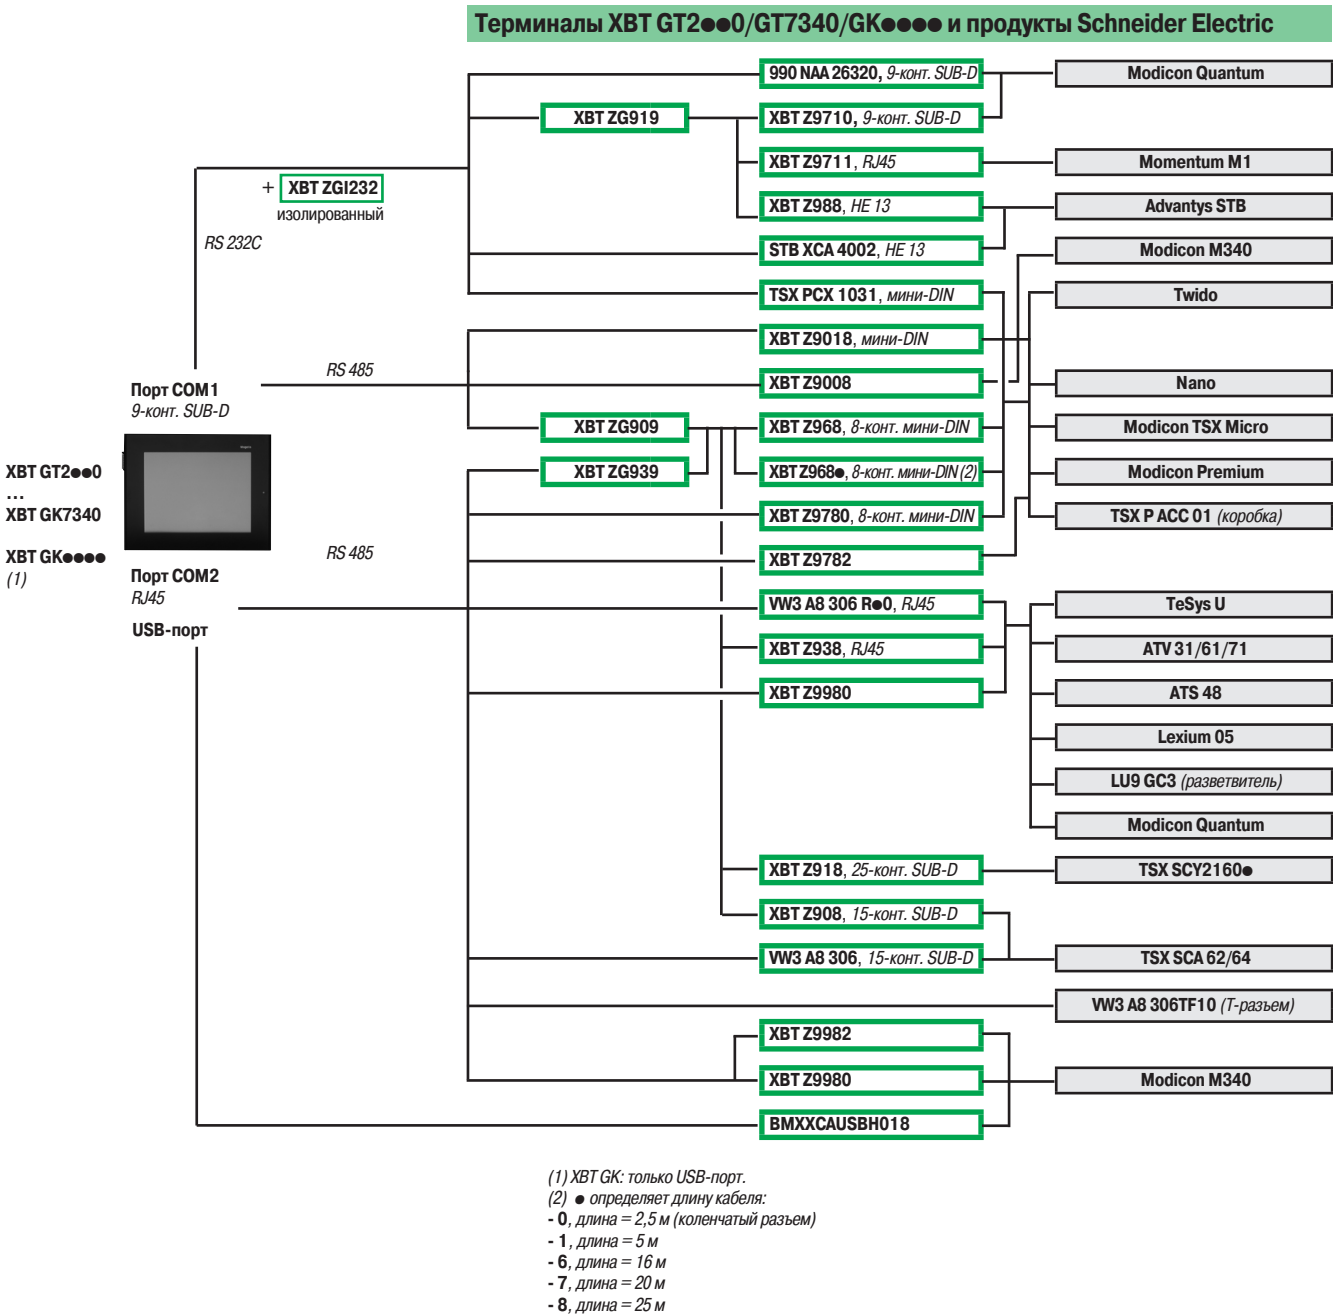 Терминалы XBT GT2●●0/GT7340/GK●●●● и продукты Schneider Electric
990 NAA 26320, 9-конт. SUB-D
Modicon Quantum
XBT ZG919
XBT Z9710, 9-конт. SUB-D
XBT Z9711, RJ45
Momentum M1
+ XBT ZGI232
изолированный
XBT Z988, HE 13
Advantys STB
RS 232C
STB XCA 4002, HE 13
Modicon M340
TSX PCX 1031, мини-DIN
Twido
XBT Z9018, мини-DIN
RS 485
Порт COM1
9-конт. SUB-D
XBT Z9008
Nano
XBT ZG909
XBT Z968, 8-конт. мини-DIN
Modicon TSX Micro
XBT GT2●●0
...
XBT GK7340
XBT ZG939
XBT Z968●, 8-конт. мини-DIN (2)
Modicon Premium
XBT Z9780, 8-конт. мини-DIN
TSX P ACC 01 (коробка)
XBT GK●●●●
(1)
RS 485
XBT Z9782
Порт COM2
RJ45
VW3 A8 306 R●0, RJ45
TeSys U
USB-порт
XBT Z938, RJ45
ATV 31/61/71
XBT Z9980
ATS 48
Lexium 05
LU9 GC3 (разветвитель)
Modicon Quantum
XBT Z918, 25-конт. SUB-D
TSX SCY2160●
XBT Z908, 15-конт. SUB-D
VW3 A8 306, 15-конт. SUB-D
TSX SCA 62/64
VW3 A8 306TF10 (Т-разъем)
XBT Z9982
XBT Z9980
Modicon M340
BMXXCAUSBH018
(1) XBT GK: только USB-порт.
(2) ● определяет длину кабеля:
- 0, длина = 2,5 м (коленчатый разъем)
- 1, длина = 5 м
- 6, длина = 16 м
- 7, длина = 20 м
- 8, длина = 25 м